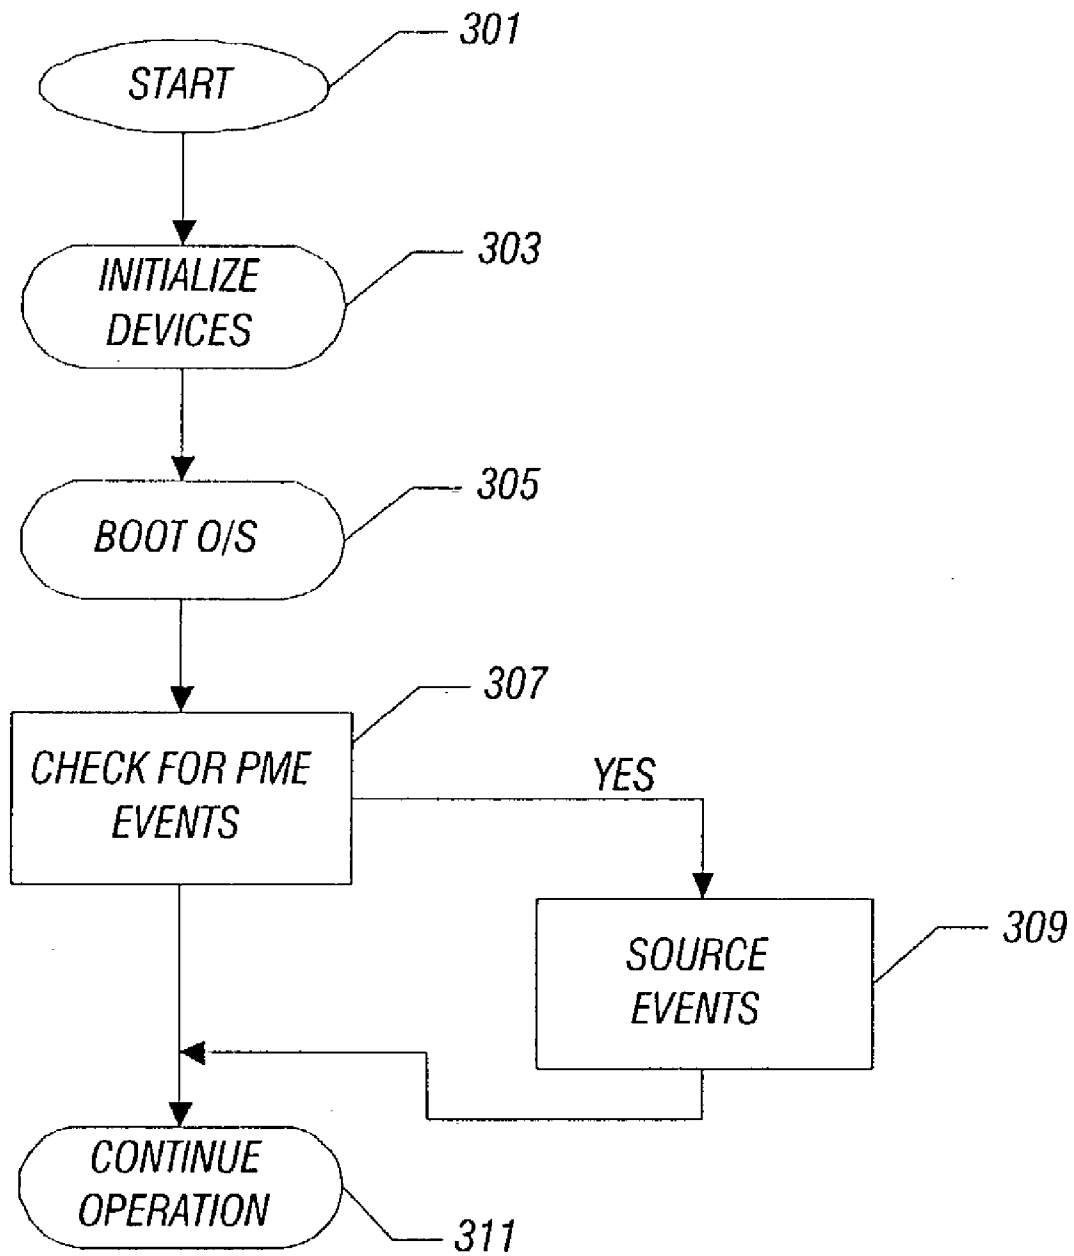 301
START
303
INITIALIZE
DEVICES
305
BOOT O/S
307
CHECK FOR PME
EVENTS
YES
309
SOURCE
EVENTS
CONTINUE
OPERATION
311